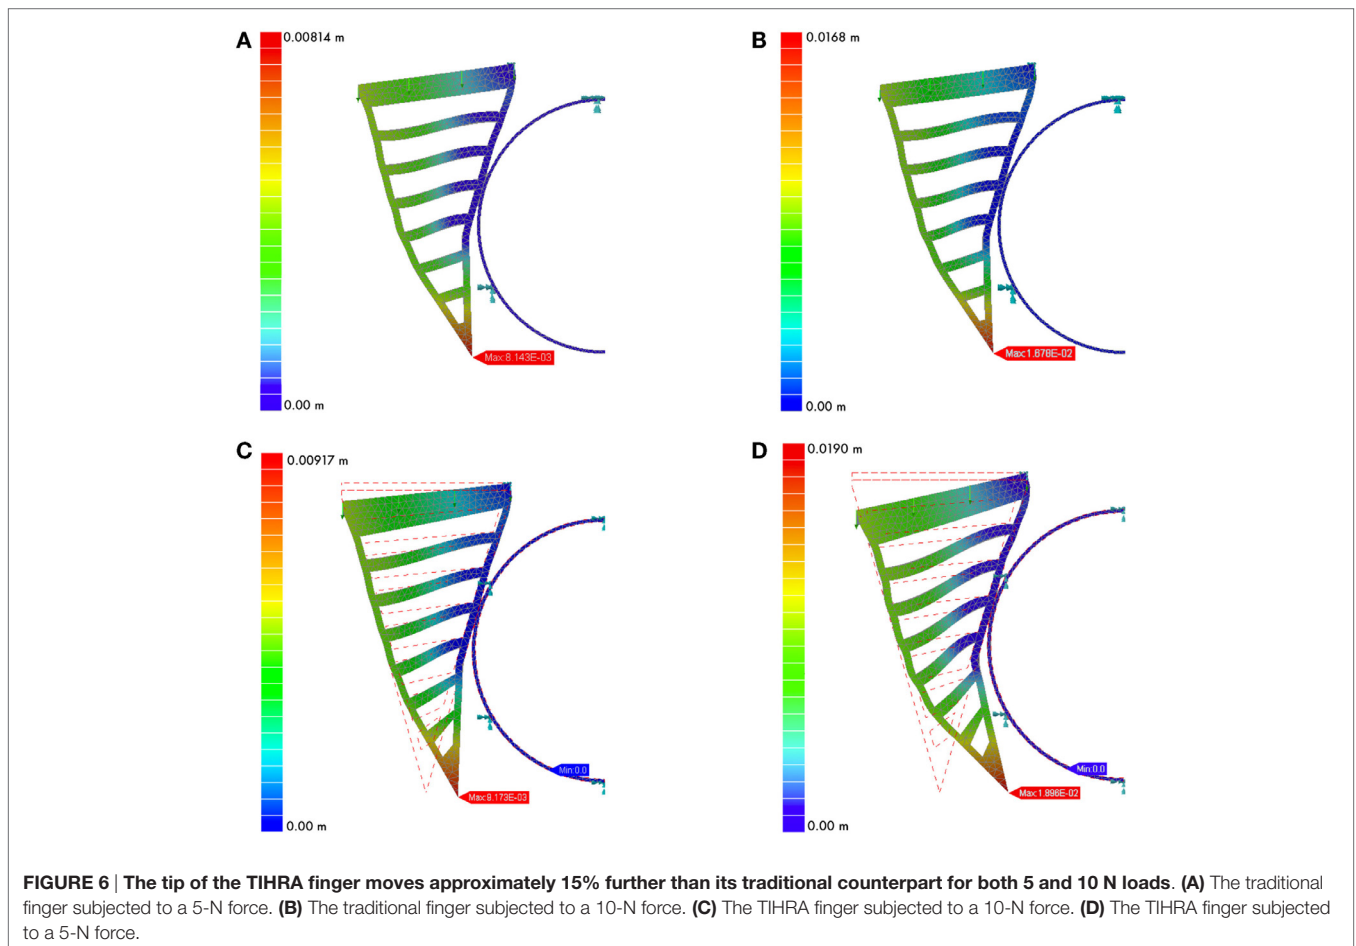 A
0.00814 m
0.00 m
Max:8.143E-03
B
0.0168 m
0.00 m
Max:1.678E-02
C
0.00917 m
0.00 m
Min:0.0
Max:9.173E-03
D
0.0190 m
0.00 m
Min:0.0
Max:1.896E-02
FIGURE 6 | The tip of the TIHRA finger moves approximately 15% further than its traditional counterpart for both 5 and 10 N loads. (A) The traditional
finger subjected to a 5-N force. (B) The traditional finger subjected to a 10-N force. (C) The TIHRA finger subjected to a 10-N force. (D) The TIHRA finger subjected
to a 5-N force.